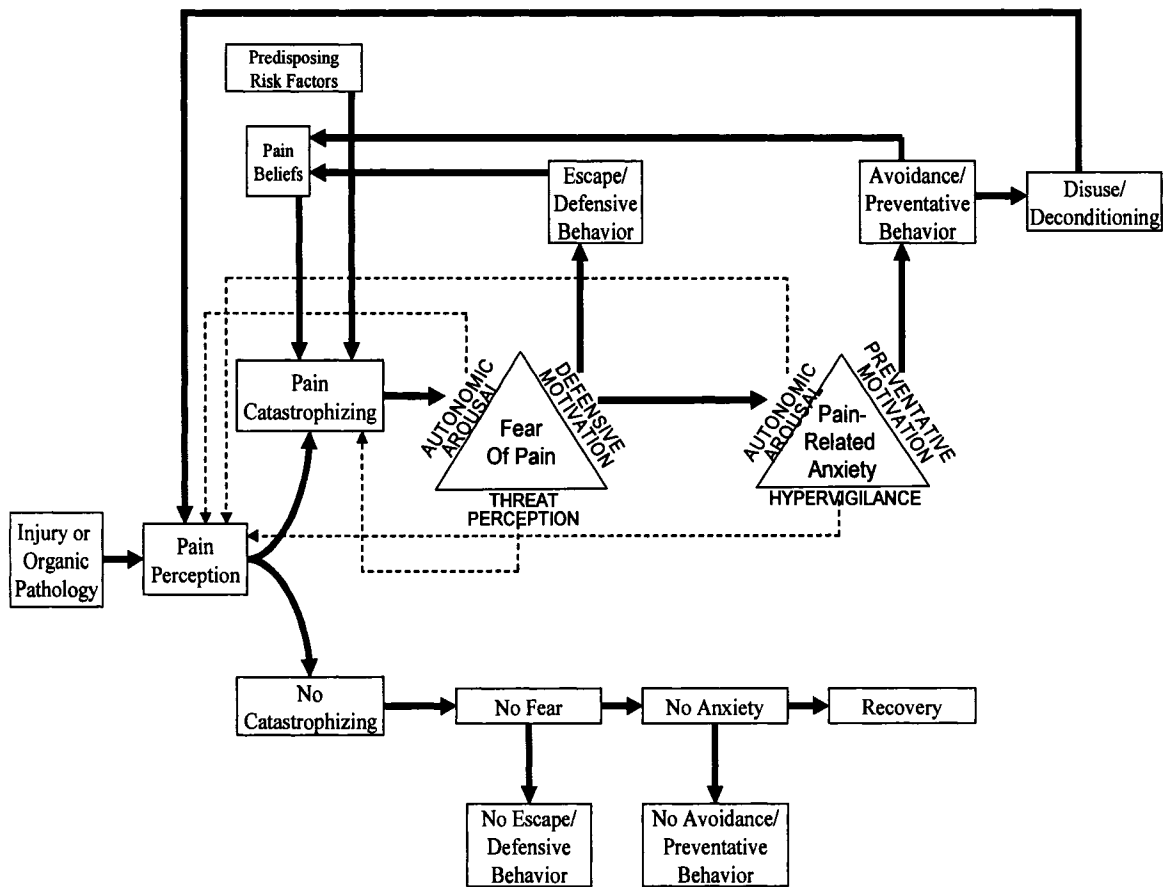 Predisposing
Risk Factors
Pain
Beliefs
Escape/
Defensive
Behavior
Avoidance/
Preventative
Behavior
Disuse/
Deconditioning
Pain
Catastrophizing
AUTONOMIC
AROUSAL
DEFENSIVE
MOTIVATION
Fear
Of Pain
THREAT
PERCEPTION
AUTONOMIC
AROUSAL
PREVENTATIVE
MOTIVATION
Pain-
Related
Anxiety
HYPERVIGILANCE
Injury or
Organic
Pathology
Pain
Perception
No
Catastrophizing
No Fear
No Anxiety
Recovery
No Escape/
Defensive
Behavior
No Avoidance/
Preventative
Behavior